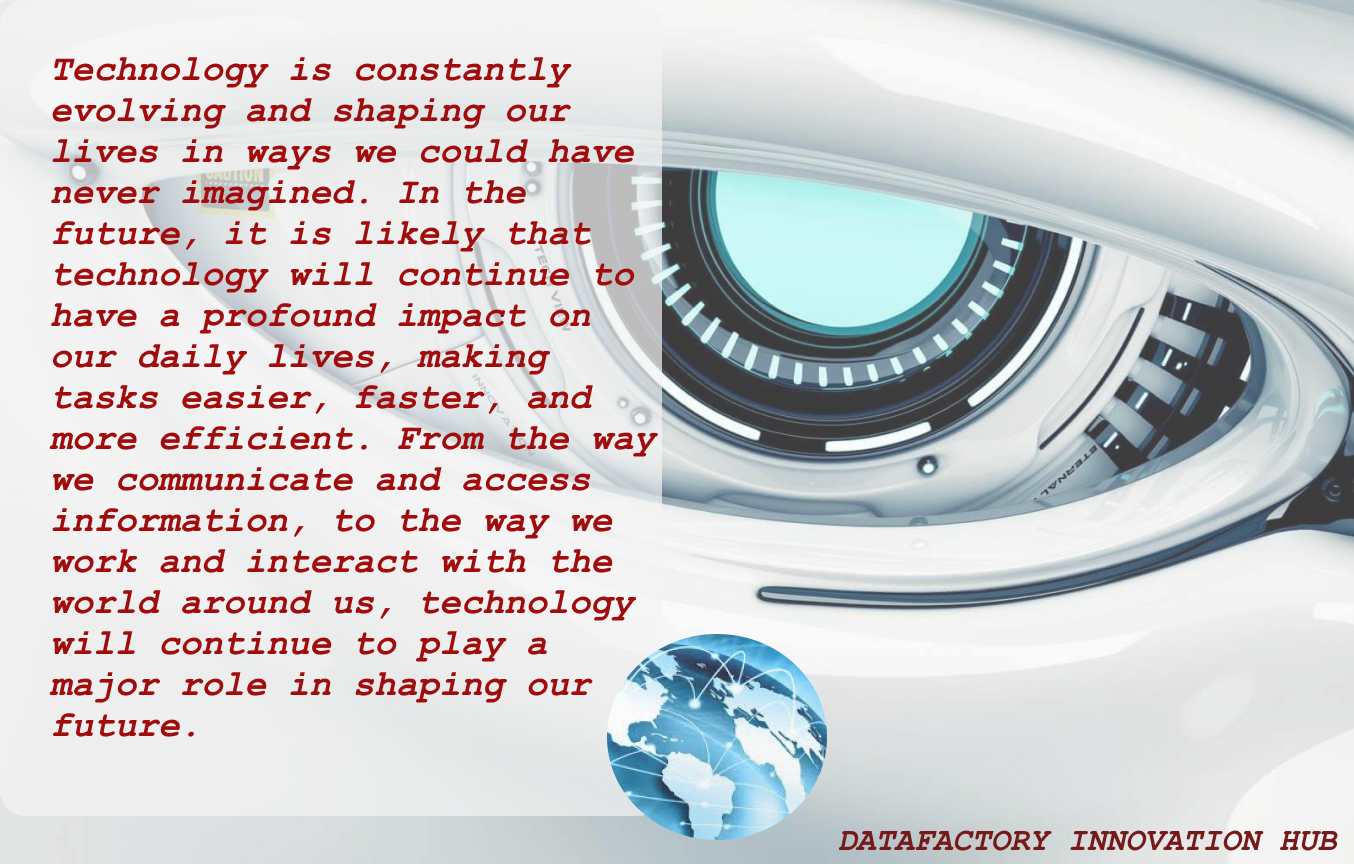 Technology is constantly
evolving and shaping our
lives in ways we could have
never imagined. In the
future, it is likely that
technology will continue to
have a profound impact on
our daily lives, making
tasks easier, faster, and
more efficient. From the way
we communicate and access
information, to the way we
work and interact with the
world around us, technology
will continue to play a
major role in shaping our
future.
CAUTION
ETERNAL
DATAFACTORY INNOVATION HUB